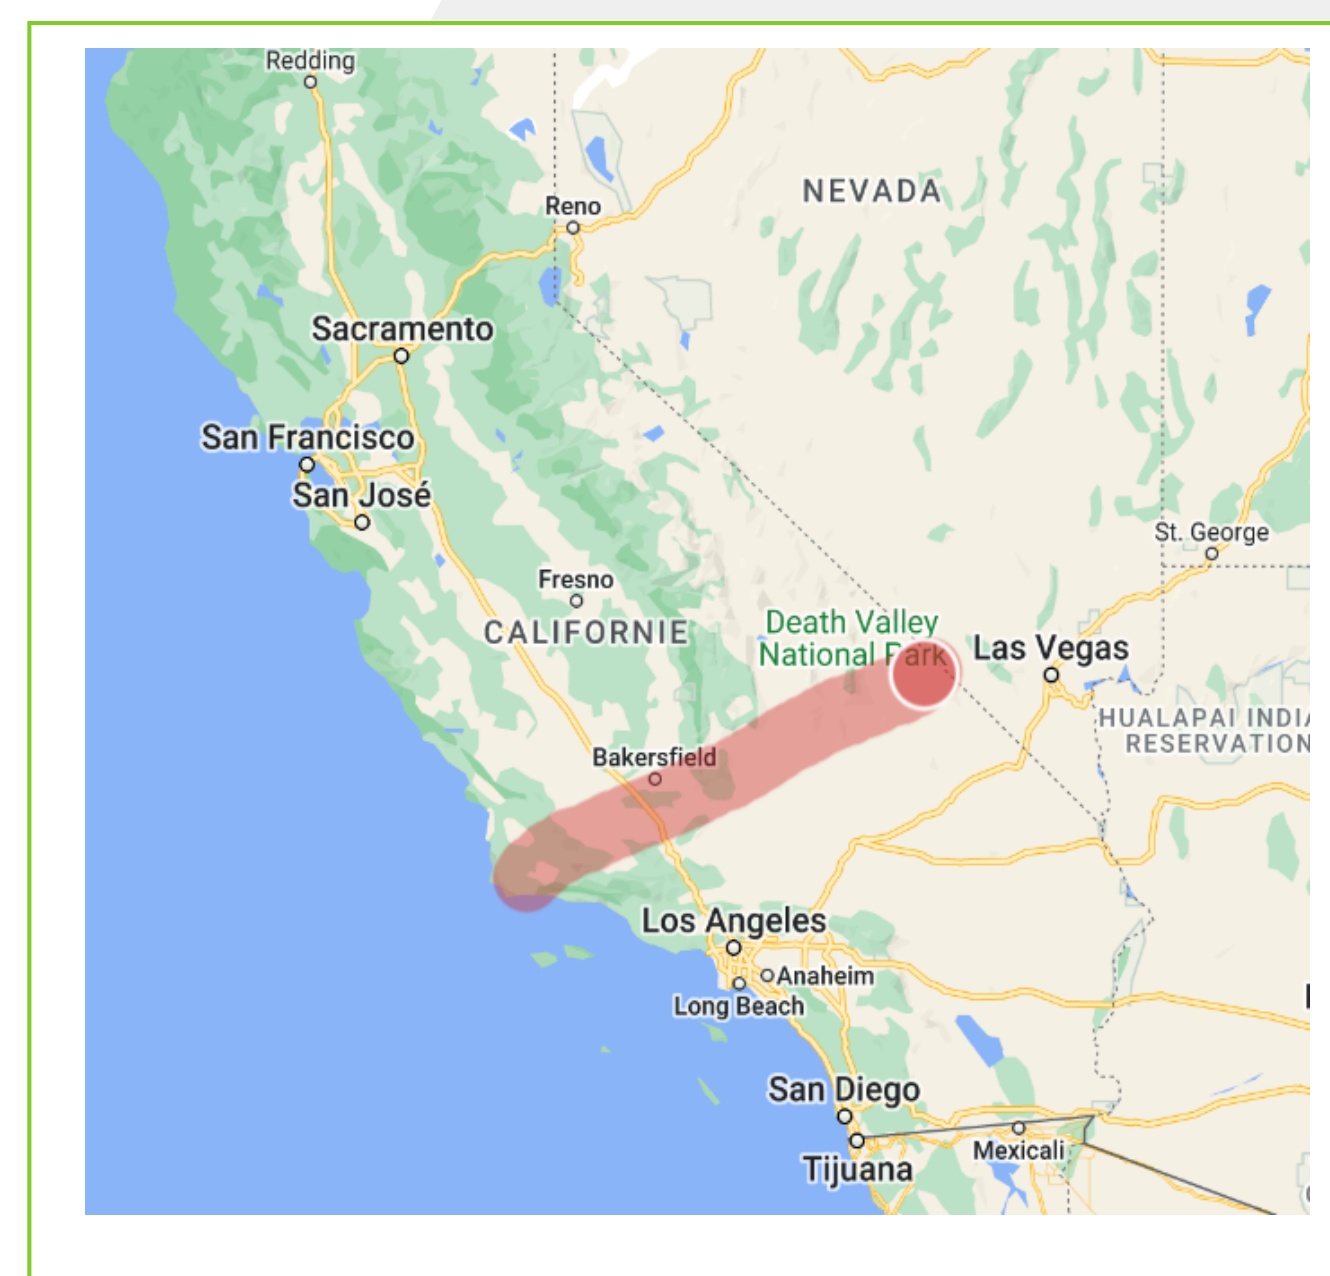 Redding
NEVADA
Reno
Sacramento
San Francisco
San José
St. George
Fresno
CALIFORNIE
Death Valley
National Park
Las Vegas
HUALAPAI INDIA
RESERVATION
Bakersfield
Los Angeles
Anaheim
Long Beach
San Diego
Mexicali
Tijuana